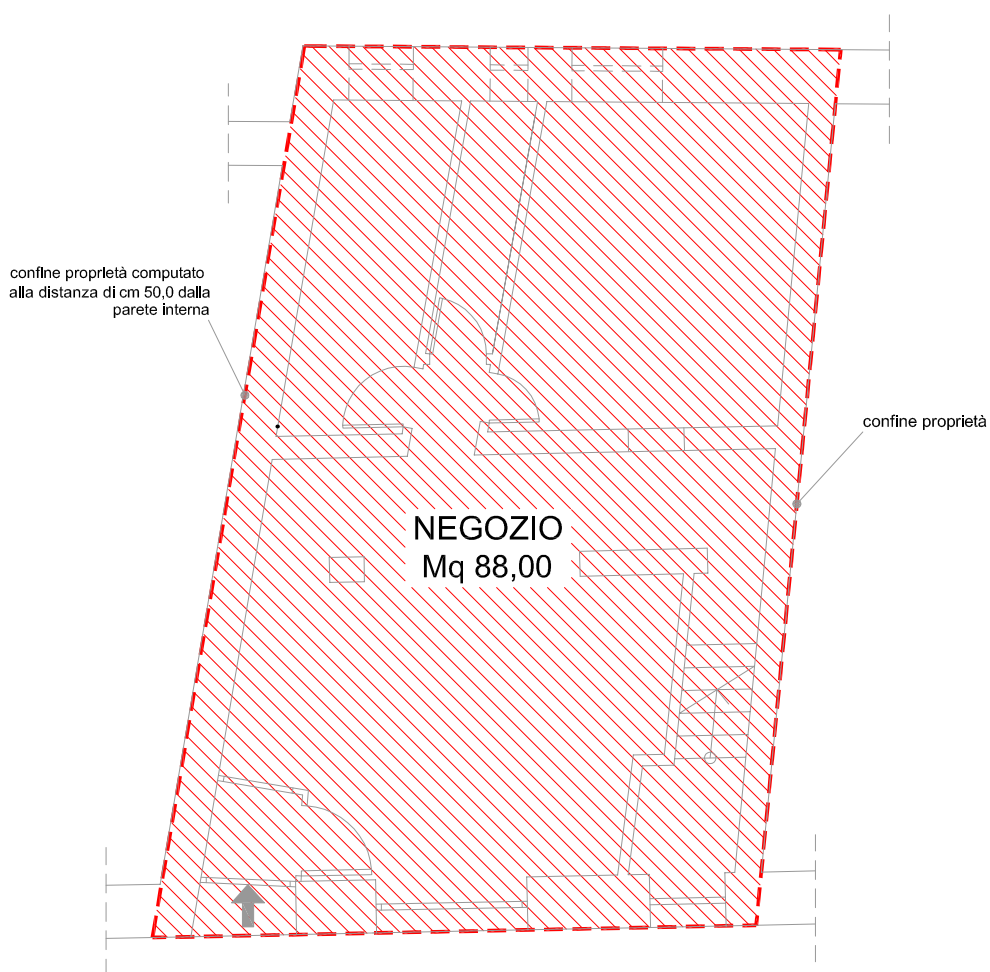 confine proprietà computato
alla distanza di cm 50,0 dalla
parete interna
confine proprietà
NEGOZIO
Mq 88,00